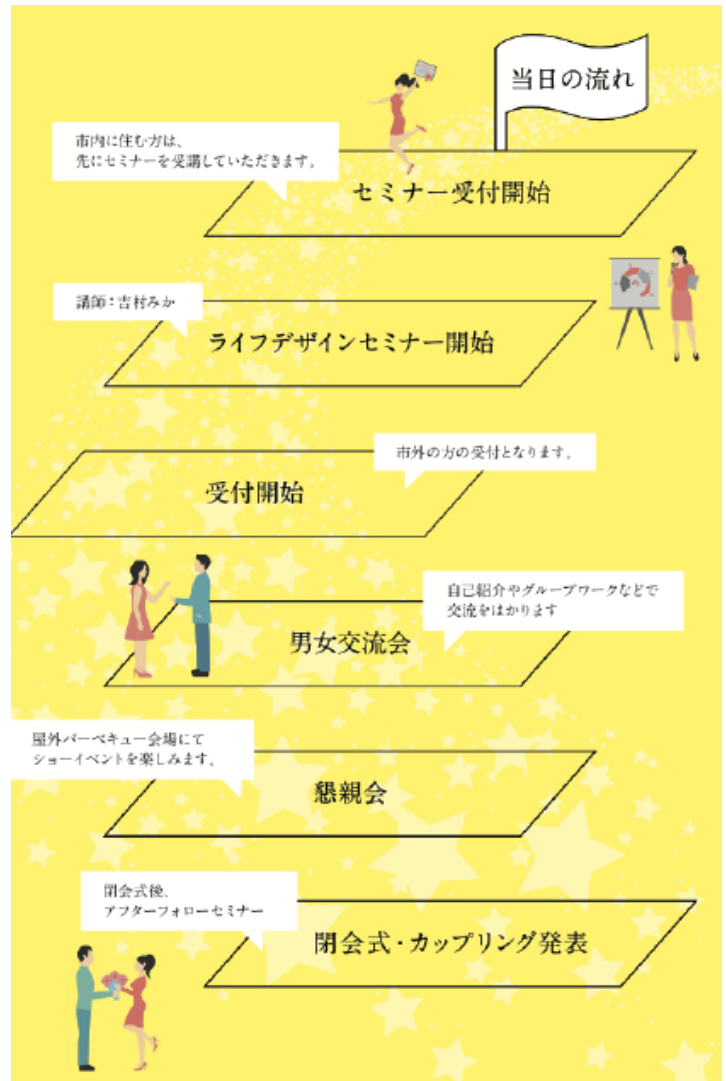 当日の流れ
市内に住む方は、
先にセミナーを受講していただきます。
セミナー受付開始
講師：吉村みか
ライフデザインセミナー開始
市外の方の受付となります。
受付開始
自己紹介やグループワークなどで
交流をはかります
男女交流会
屋外バーベキュー会場にて
ショーイベントを楽しみます。
懇親会
閉会式後、
アフターフォローセミナー
閉会式・カップリング発表